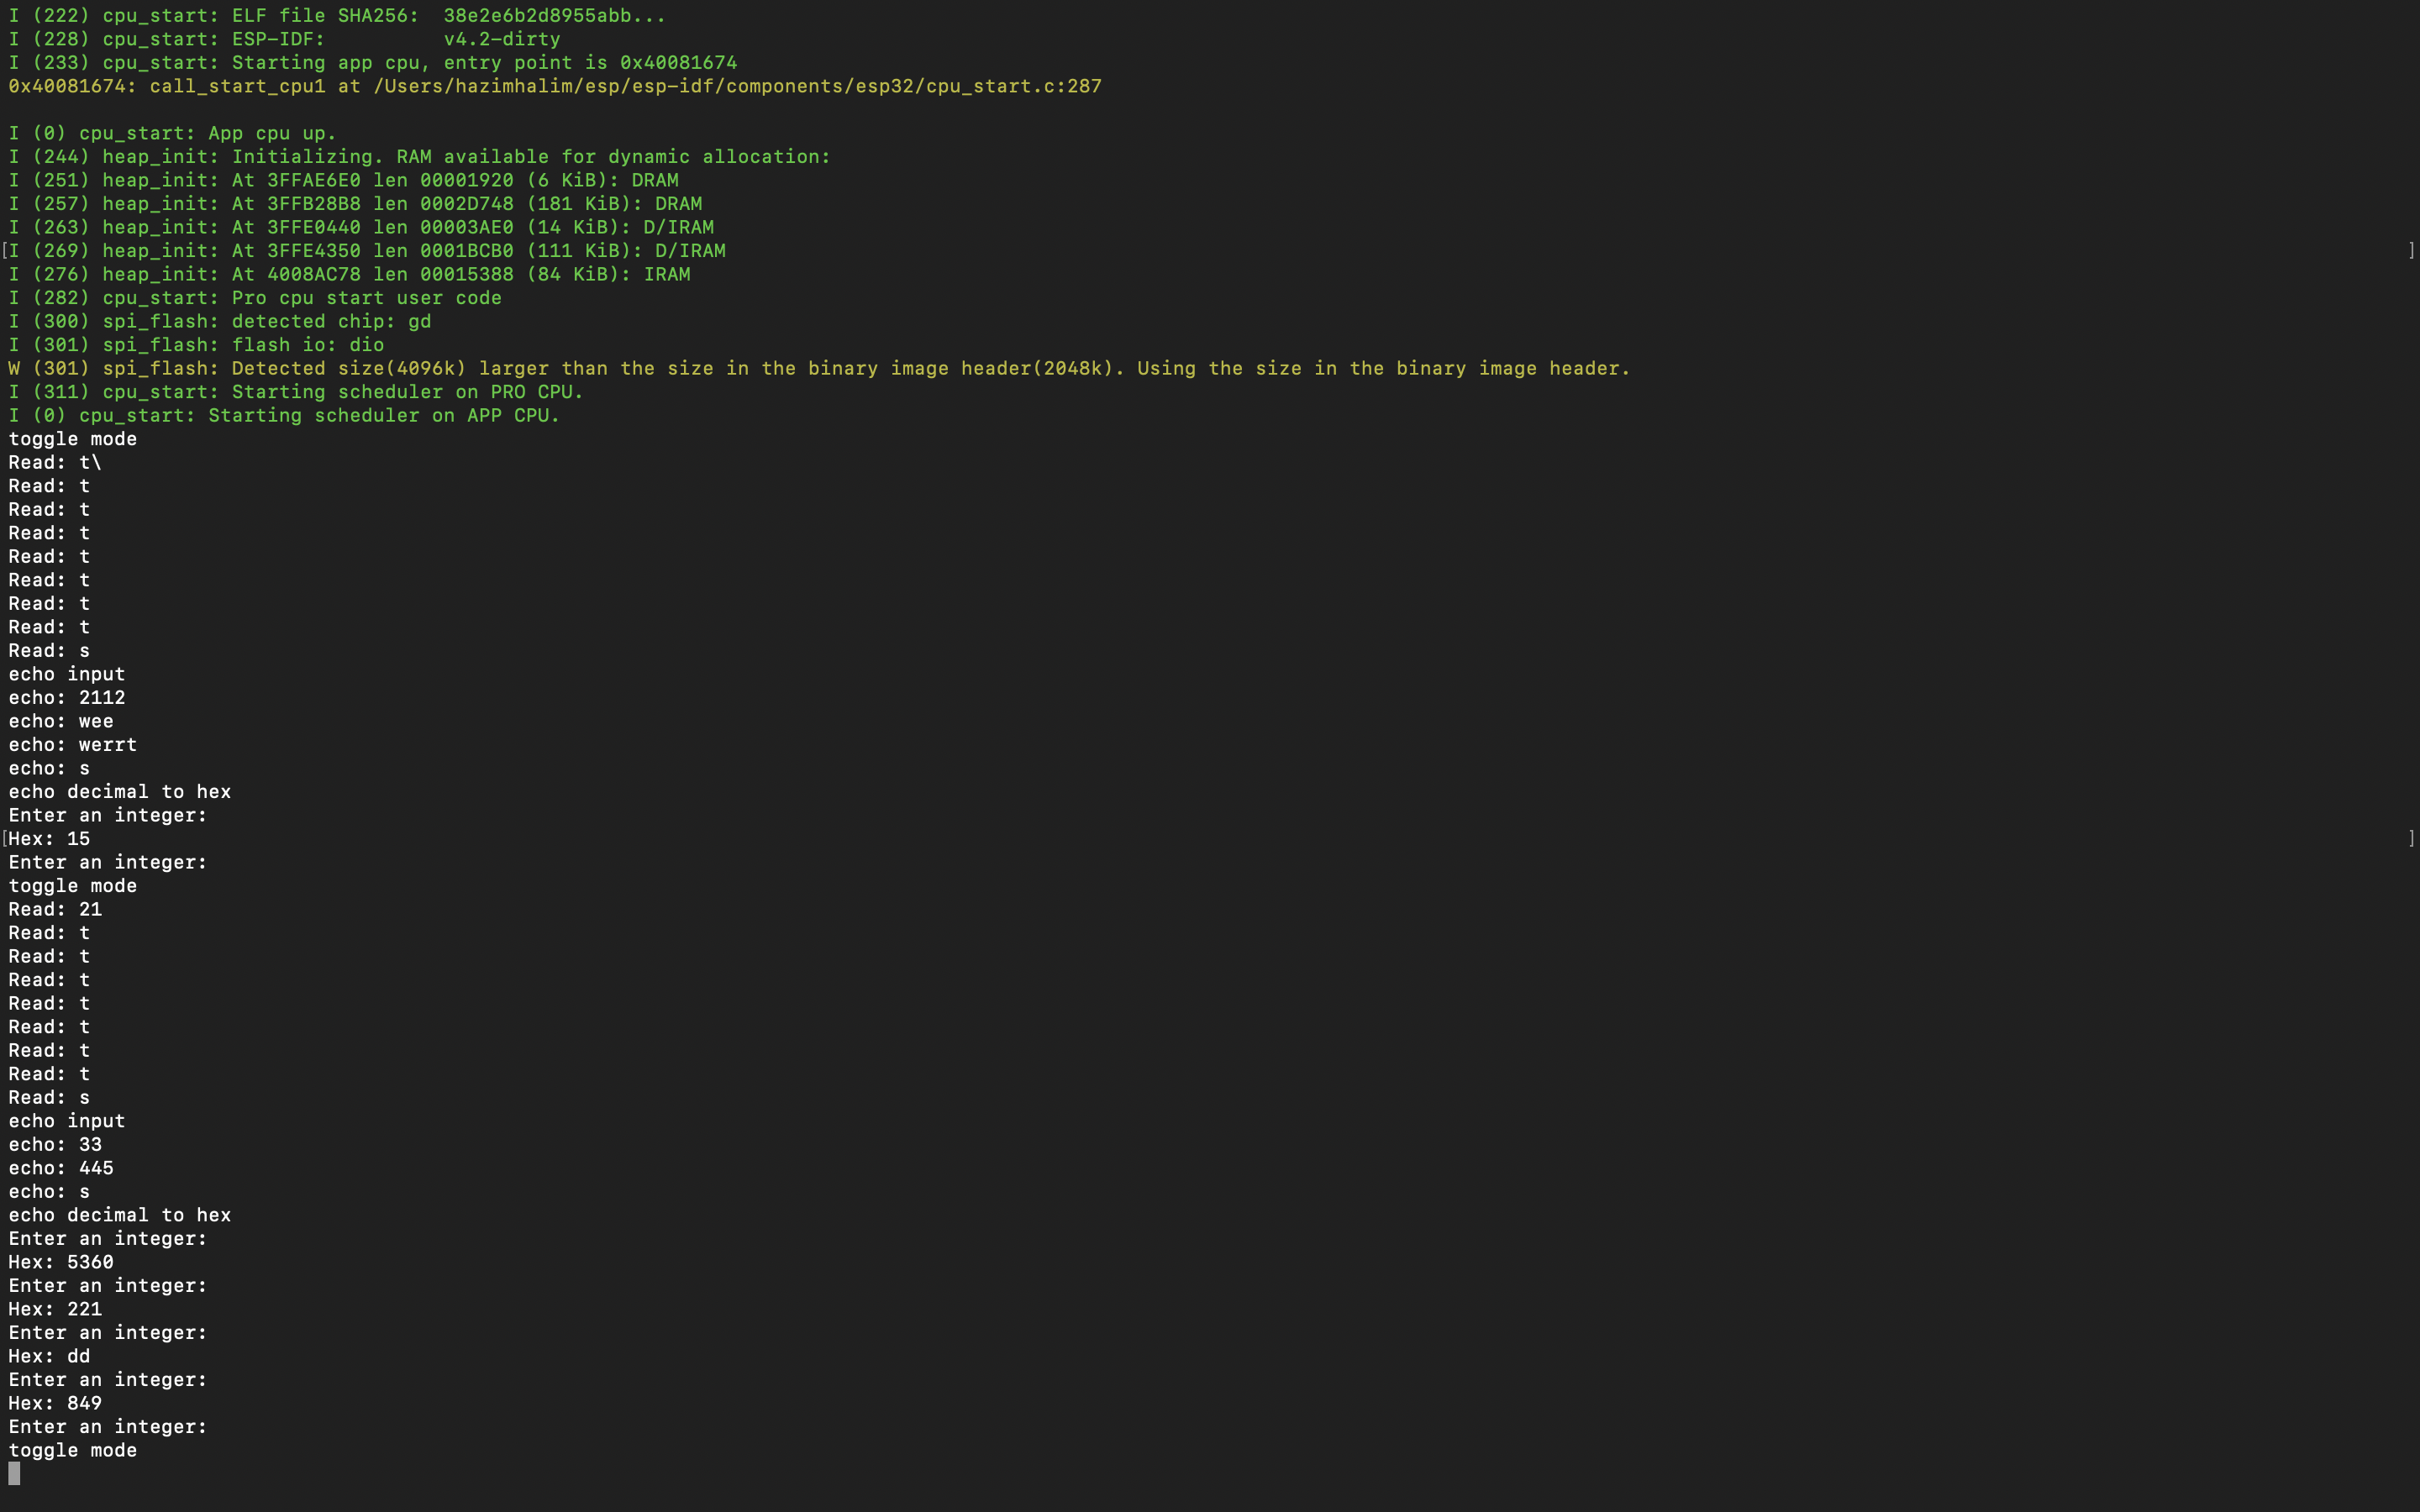 I (222) cpu_start: ELF file SHA256:  38e2e6b2d8955abb...
I (228) cpu_start: ESP-IDF:          v4.2-dirty
I (233) cpu_start: Starting app cpu, entry point is 0x40081674
0x40081674: call_start_cpu1 at /Users/hazimhalim/esp/esp-idf/components/esp32/cpu_start.c:287

I (0) cpu_start: App cpu up.
I (244) heap_init: Initializing. RAM available for dynamic allocation:
I (251) heap_init: At 3FFAE6E0 len 00001920 (6 KiB): DRAM
I (257) heap_init: At 3FFB28B8 len 0002D748 (181 KiB): DRAM
I (263) heap_init: At 3FFE0440 len 00003AE0 (14 KiB): D/IRAM
[I (269) heap_init: At 3FFE4350 len 0001BCB0 (111 KiB): D/IRAM ]
I (276) heap_init: At 4008AC78 len 00015388 (84 KiB): IRAM
I (282) cpu_start: Pro cpu start user code
I (300) spi_flash: detected chip: gd
I (301) spi_flash: flash io: dio
W (301) spi_flash: Detected size(4096k) larger than the size in the binary image header(2048k). Using the size in the binary image header.
I (311) cpu_start: Starting scheduler on PRO CPU.
I (0) cpu_start: Starting scheduler on APP CPU.
toggle mode
Read: t\
Read: t
Read: t
Read: t
Read: t
Read: t
Read: t
Read: t
Read: s
echo input
echo: 2112
echo: wee
echo: werrt
echo: s
echo decimal to hex
Enter an integer:
[Hex: 15 ]
Enter an integer:
toggle mode
Read: 21
Read: t
Read: t
Read: t
Read: t
Read: t
Read: t
Read: t
Read: s
echo input
echo: 33
echo: 445
echo: s
echo decimal to hex
Enter an integer:
Hex: 5360
Enter an integer:
Hex: 221
Enter an integer:
Hex: dd
Enter an integer:
Hex: 849
Enter an integer:
toggle mode